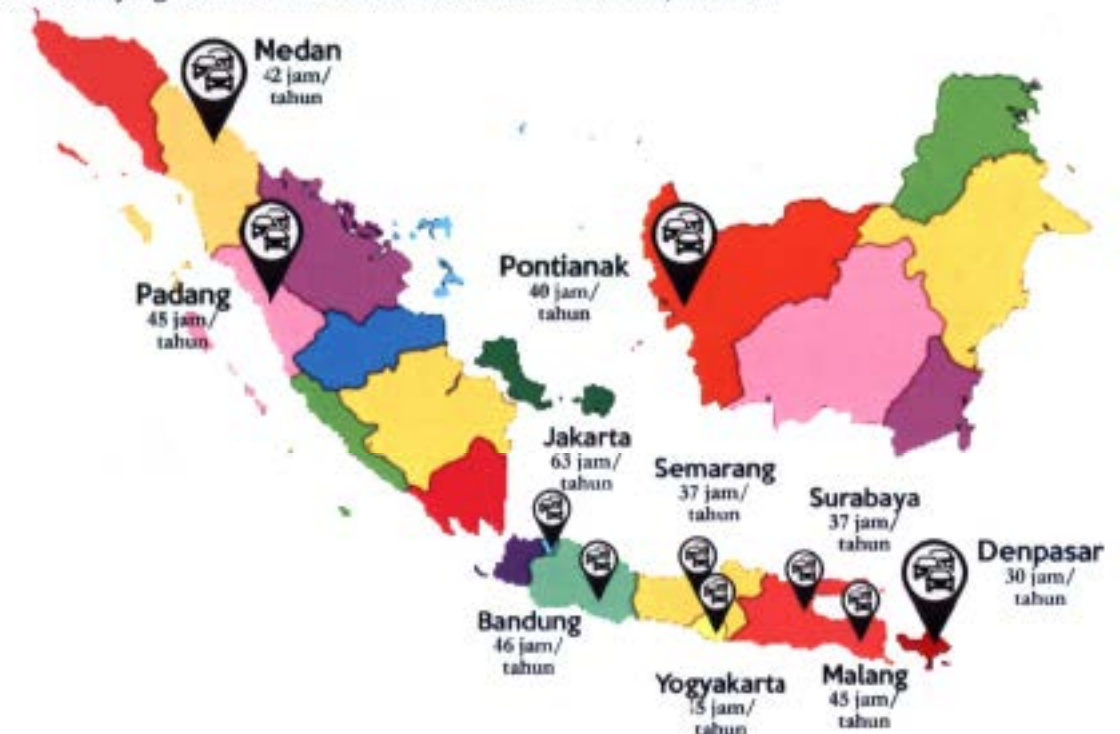 Medan
42 jam/
tahun
Padang
45 jam/
tahun
Pontianak
40 jam/
tahun
Jakarta
63 jam/
tahun
Semarang
37 jam/
tahun
Surabaya
37 jam/
tahun
Denpasar
30 jam/
tahun
Bandung
46 jam/
tahun
Yogyakarta
jam/
tahun
Malang
45 jam/
tahun